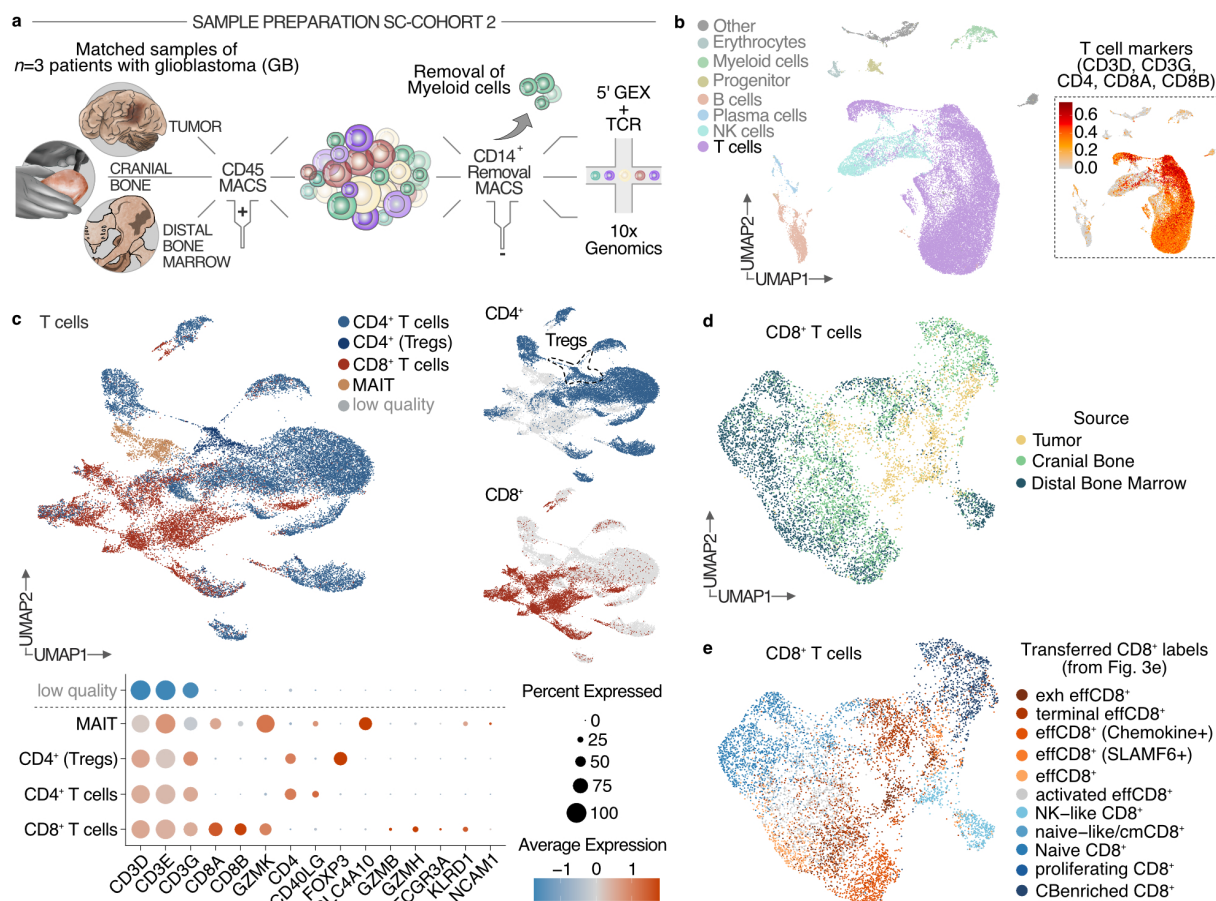 a
SAMPLE PREPARATION SC-COHORT 2
Matched samples of
n=3 patients with glioblastoma (GB)
TUMOR
CRANIAL
BONE
DISTAL
BONE
MARROW
CD45
MACS
+
Removal of
Myeloid cells
CD14+
Removal
MACS
-
5' GEX
+
TCR
10x
Genomics
b
Other
Erythrocytes
Myeloid cells
Progenitor
B cells
Plasma cells
NK cells
T cells
UMAP2
UMAP1
T cell markers
(CD3D, CD3G,
CD4, CD8A, CD8B)
0.6
0.4
0.2
0.0
c
T cells
CD4+ T cells
CD4+ (Tregs)
CD8+ T cells
MAIT
low quality
UMAP2
UMAP1
CD4+
Tregs
CD8+
low quality
MAIT
CD4+ (Tregs)
CD4+ T cells
CD8+ T cells
CD3D
CD3E
CD3G
CD8A
CD8B
GZMK
CD4
CD40LG
FOXP3
SLC4A10
GZMB
GZMH
FCGR3A
KLRD1
NCAM1
Percent Expressed
0
25
50
75
100
Average Expression
−1 0 1
d
CD8+ T cells
Source
Tumor
Cranial Bone
Distal Bone Marrow
UMAP2
UMAP1
e
CD8+ T cells
Transferred CD8+ labels
(from Fig. 3e)
exh effCD8+
terminal effCD8+
effCD8+ (Chemokine+)
effCD8+ (SLAMF6+)
effCD8+
activated effCD8+
NK-like CD8+
naive-like/cmCD8+
Naive CD8+
proliferating CD8+
CBenriched CD8+